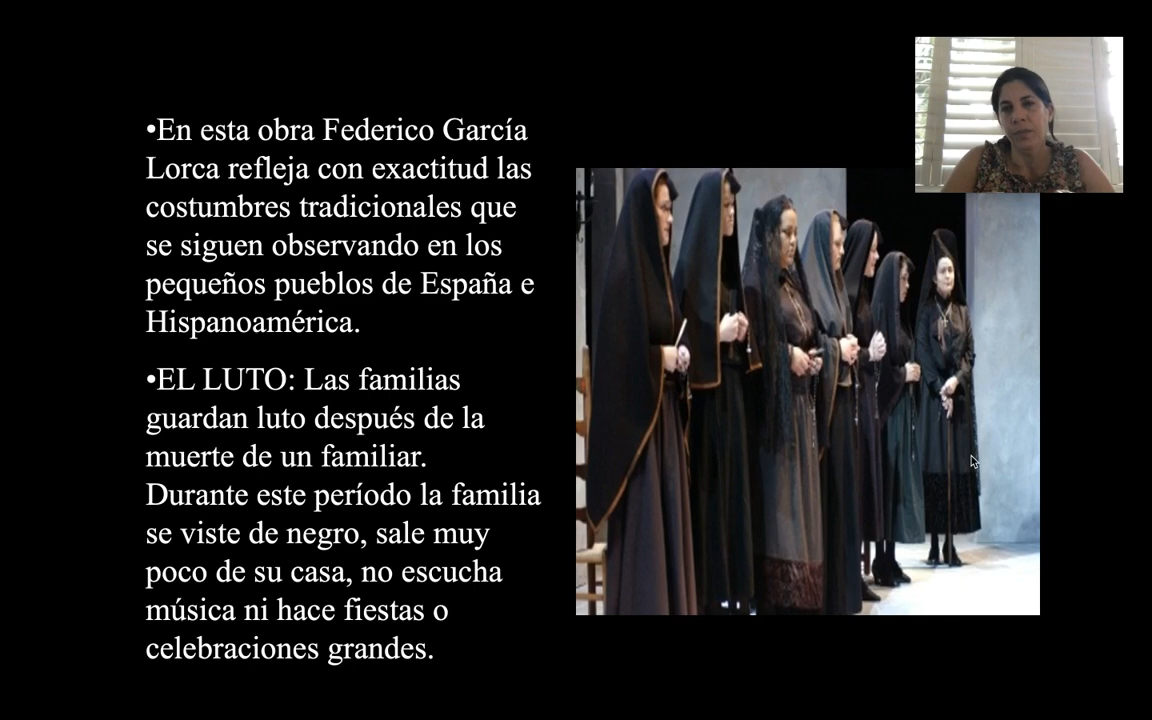 •En esta obra Federico García
Lorca refleja con exactitud las
costumbres tradicionales que
se siguen observando en los
pequeños pueblos de España e
Hispanoamérica.
•EL LUTO: Las familias
guardan luto después de la
muerte de un familiar.
Durante este período la familia
se viste de negro, sale muy
poco de su casa, no escucha
música ni hace fiestas o
celebraciones grandes.